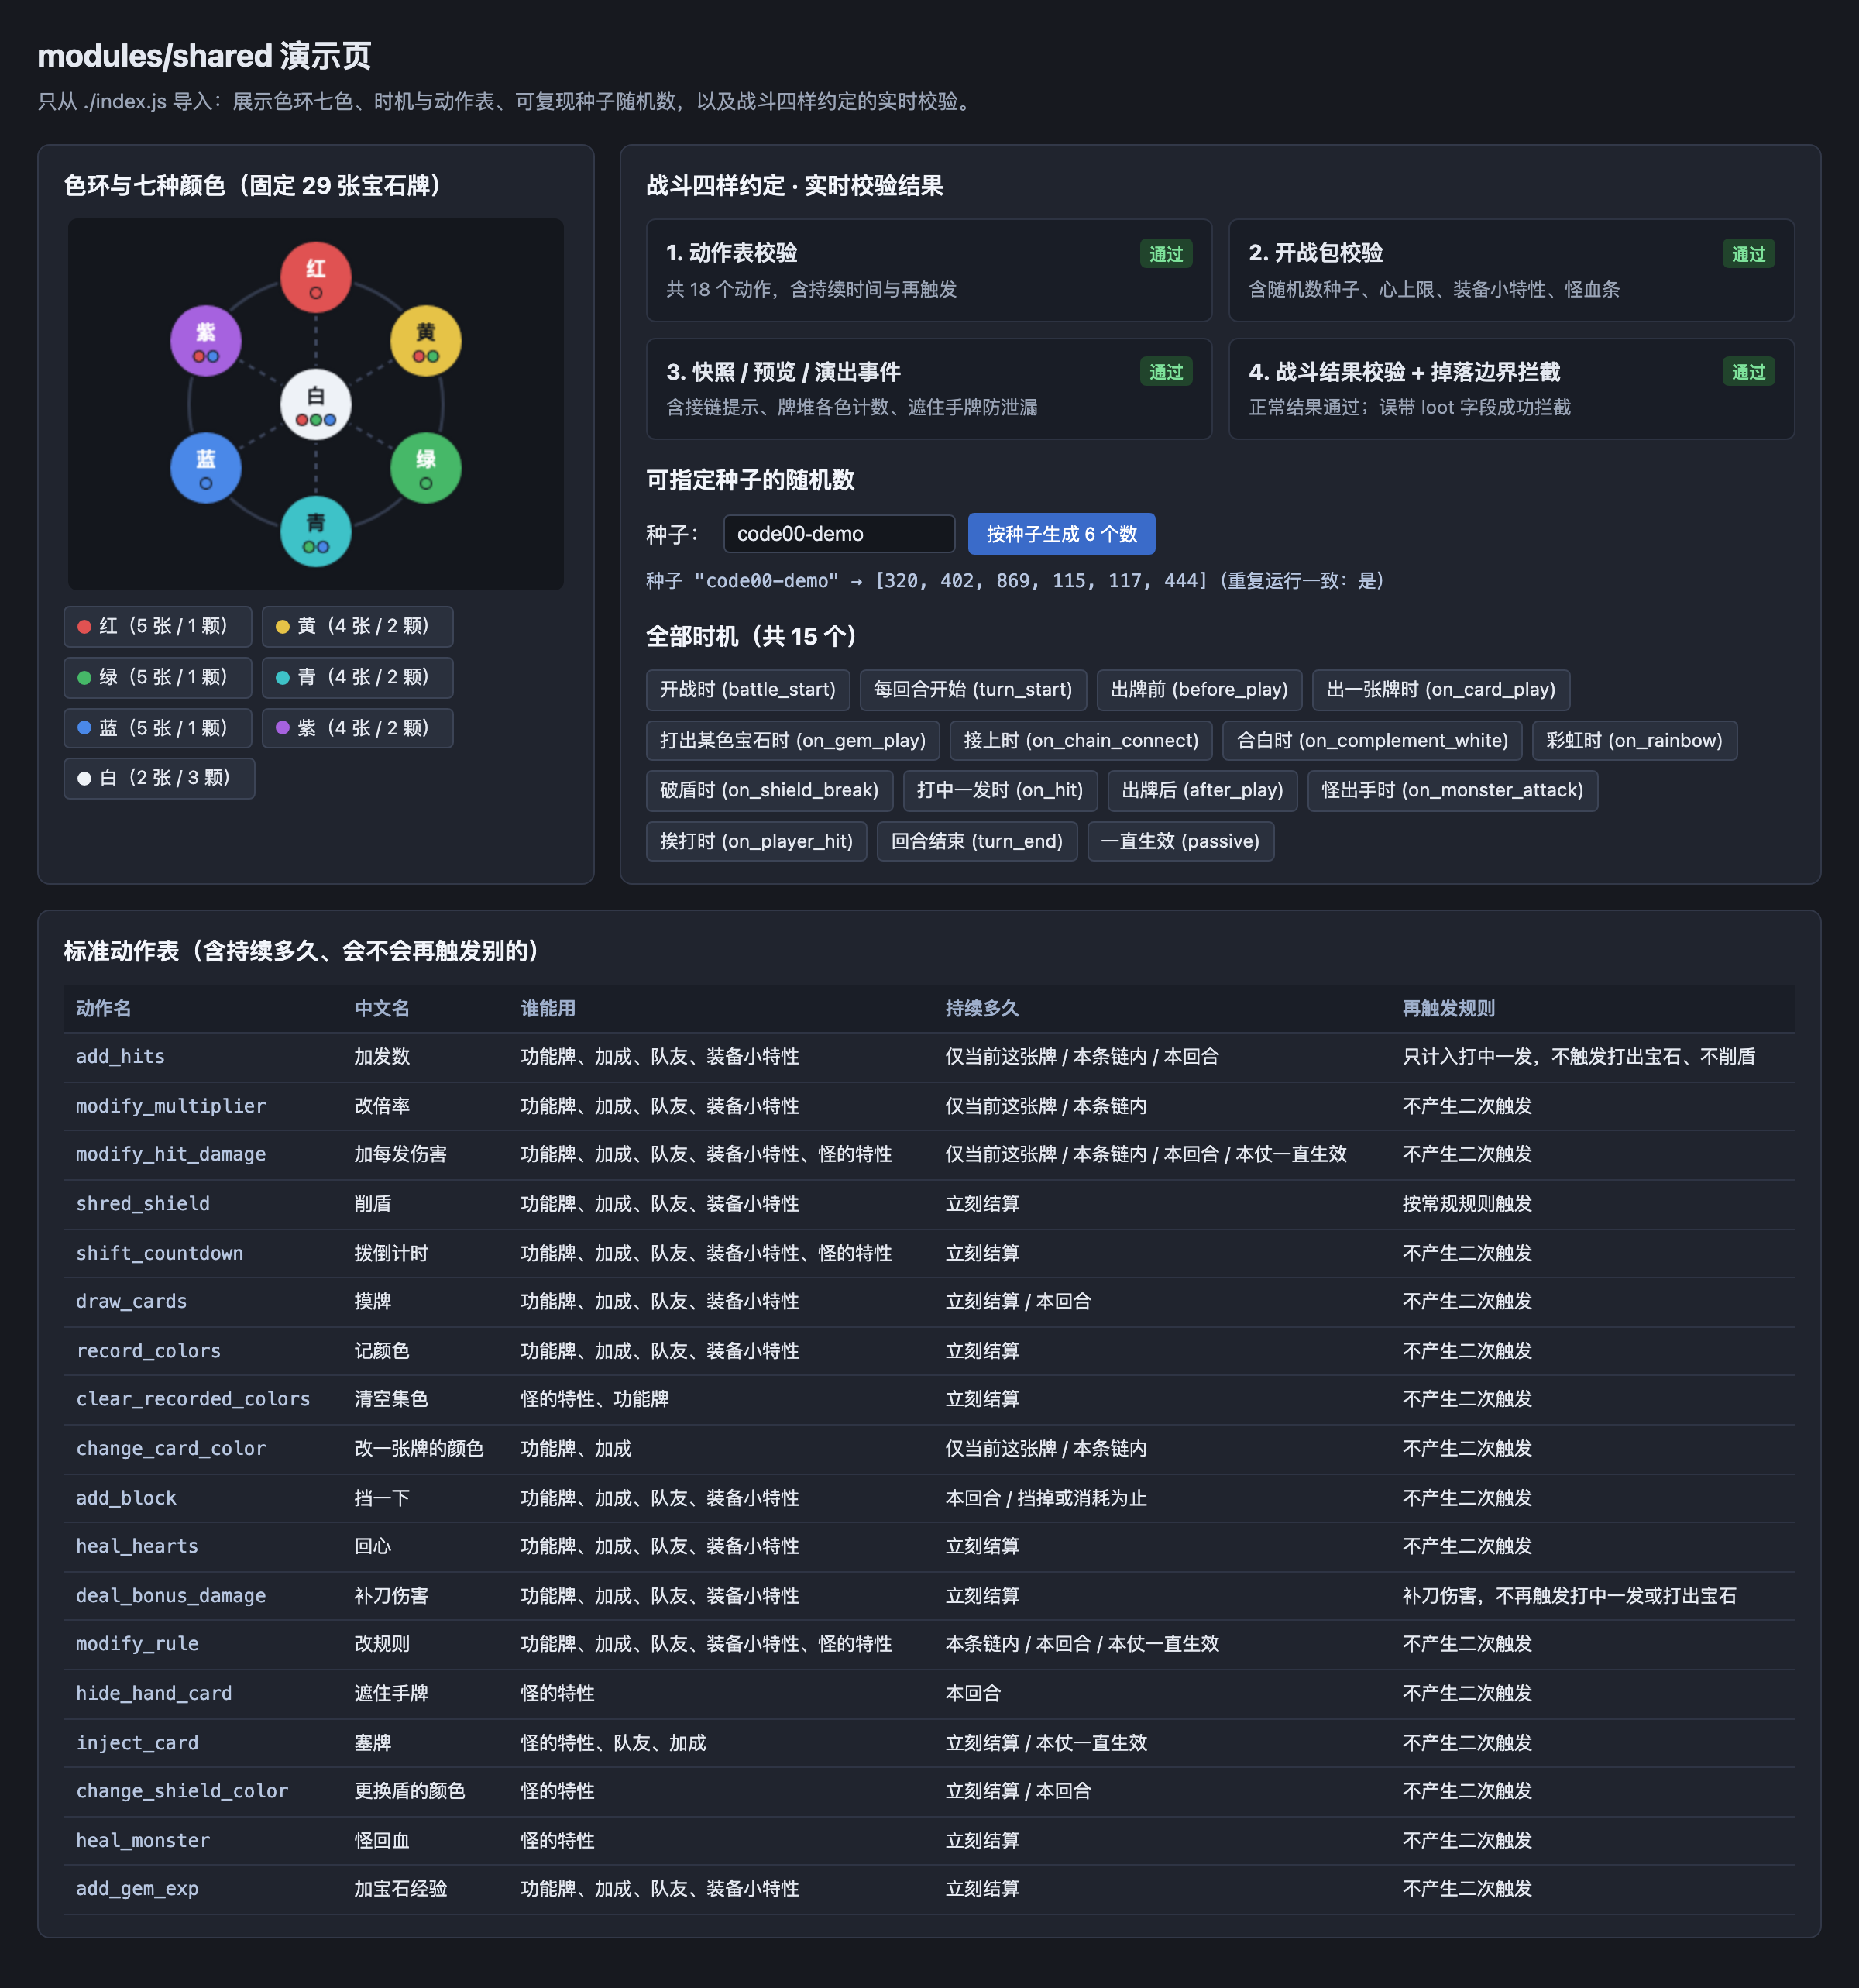 modules/shared 演示页
只从 ./index.js 导入：展示色环七色、时机与动作表、可复现种子随机数，以及战斗四样约定的实时校验。
色环与七种颜色（固定 29 张宝石牌）
红
紫
黄
白
蓝
绿
青
红（5 张 / 1 颗）
黄（4 张 / 2 颗）
绿（5 张 / 1 颗）
青（4 张 / 2 颗）
蓝（5 张 / 1 颗）
紫（4 张 / 2 颗）
白（2 张 / 3 颗）
战斗四样约定 · 实时校验结果
1. 动作表校验
通过
共 18 个动作，含持续时间与再触发
2. 开战包校验
通过
含随机数种子、心上限、装备小特性、怪血条
3. 快照 / 预览 / 演出事件
通过
含接链提示、牌堆各色计数、遮住手牌防泄漏
4. 战斗结果校验 + 掉落边界拦截
通过
正常结果通过；误带 loot 字段成功拦截
可指定种子的随机数
种子：
code00-demo
按种子生成 6 个数
种子 "code00-demo" → [320, 402, 869, 115, 117, 444]（重复运行一致：是）
全部时机（共 15 个）
开战时 (battle_start)
每回合开始 (turn_start)
出牌前 (before_play)
出一张牌时 (on_card_play)
打出某色宝石时 (on_gem_play)
接上时 (on_chain_connect)
合白时 (on_complement_white)
彩虹时 (on_rainbow)
破盾时 (on_shield_break)
打中一发时 (on_hit)
出牌后 (after_play)
怪出手时 (on_monster_attack)
挨打时 (on_player_hit)
回合结束 (turn_end)
一直生效 (passive)
标准动作表（含持续多久、会不会再触发别的）
动作名 中文名 谁能用 持续多久 再触发规则
add_hits 加发数 功能牌、加成、队友、装备小特性 仅当前这张牌 / 本条链内 / 本回合 只计入打中一发，不触发打出宝石、不削盾
modify_multiplier 改倍率 功能牌、加成、队友、装备小特性 仅当前这张牌 / 本条链内 不产生二次触发
modify_hit_damage 加每发伤害 功能牌、加成、队友、装备小特性、怪的特性 仅当前这张牌 / 本条链内 / 本回合 / 本仗一直生效 不产生二次触发
shred_shield 削盾 功能牌、加成、队友、装备小特性 立刻结算 按常规规则触发
shift_countdown 拨倒计时 功能牌、加成、队友、装备小特性、怪的特性 立刻结算 不产生二次触发
draw_cards 摸牌 功能牌、加成、队友、装备小特性 立刻结算 / 本回合 不产生二次触发
record_colors 记颜色 功能牌、加成、队友、装备小特性 立刻结算 不产生二次触发
clear_recorded_colors 清空集色 怪的特性、功能牌 立刻结算 不产生二次触发
change_card_color 改一张牌的颜色 功能牌、加成 仅当前这张牌 / 本条链内 不产生二次触发
add_block 挡一下 功能牌、加成、队友、装备小特性 本回合 / 挡掉或消耗为止 不产生二次触发
heal_hearts 回心 功能牌、加成、队友、装备小特性 立刻结算 不产生二次触发
deal_bonus_damage 补刀伤害 功能牌、加成、队友、装备小特性 立刻结算 补刀伤害，不再触发打中一发或打出宝石
modify_rule 改规则 功能牌、加成、队友、装备小特性、怪的特性 本条链内 / 本回合 / 本仗一直生效 不产生二次触发
hide_hand_card 遮住手牌 怪的特性 本回合 不产生二次触发
inject_card 塞牌 怪的特性、队友、加成 立刻结算 / 本仗一直生效 不产生二次触发
change_shield_color 更换盾的颜色 怪的特性 立刻结算 / 本回合 不产生二次触发
heal_monster 怪回血 怪的特性 立刻结算 不产生二次触发
add_gem_exp 加宝石经验 功能牌、加成、队友、装备小特性 立刻结算 不产生二次触发